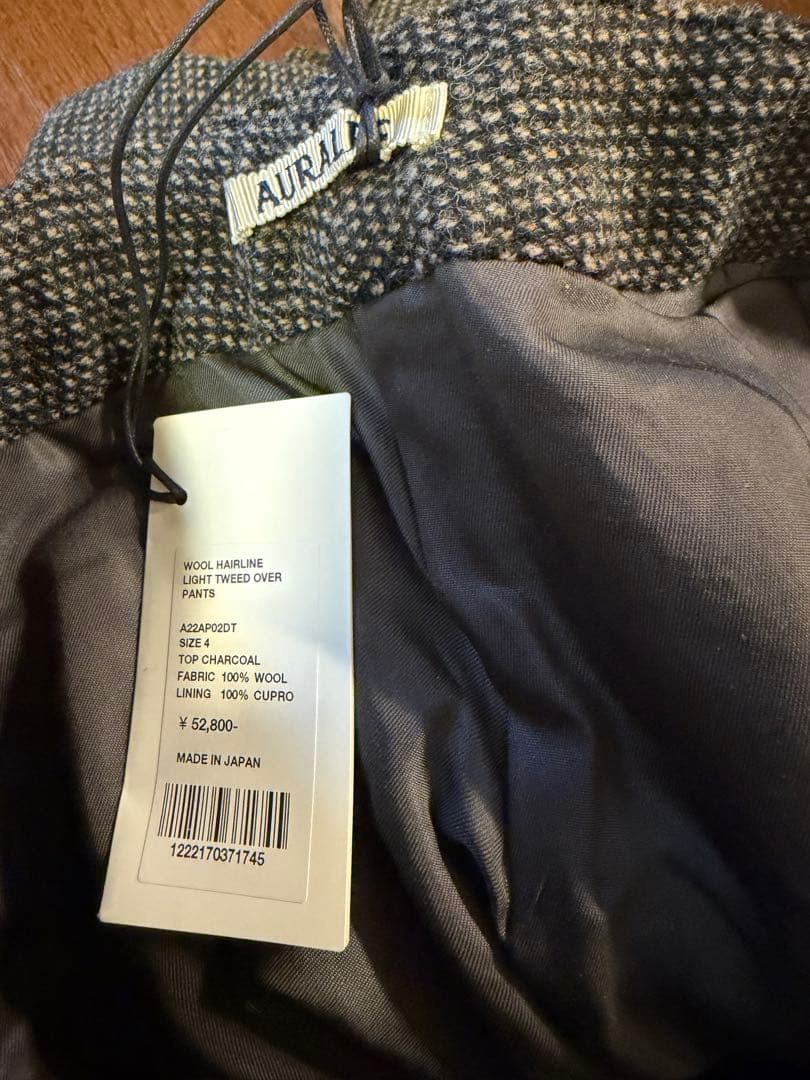 AURALEE
WOOL HAIRLINE
LIGHT TWEED OVER
PANTS
A22AP02DT
SIZE 4
TOP CHARCOAL
FABRIC 100% WOOL
LINING 100% CUPRO
¥ 52,800-
MADE IN JAPAN
1222170371745